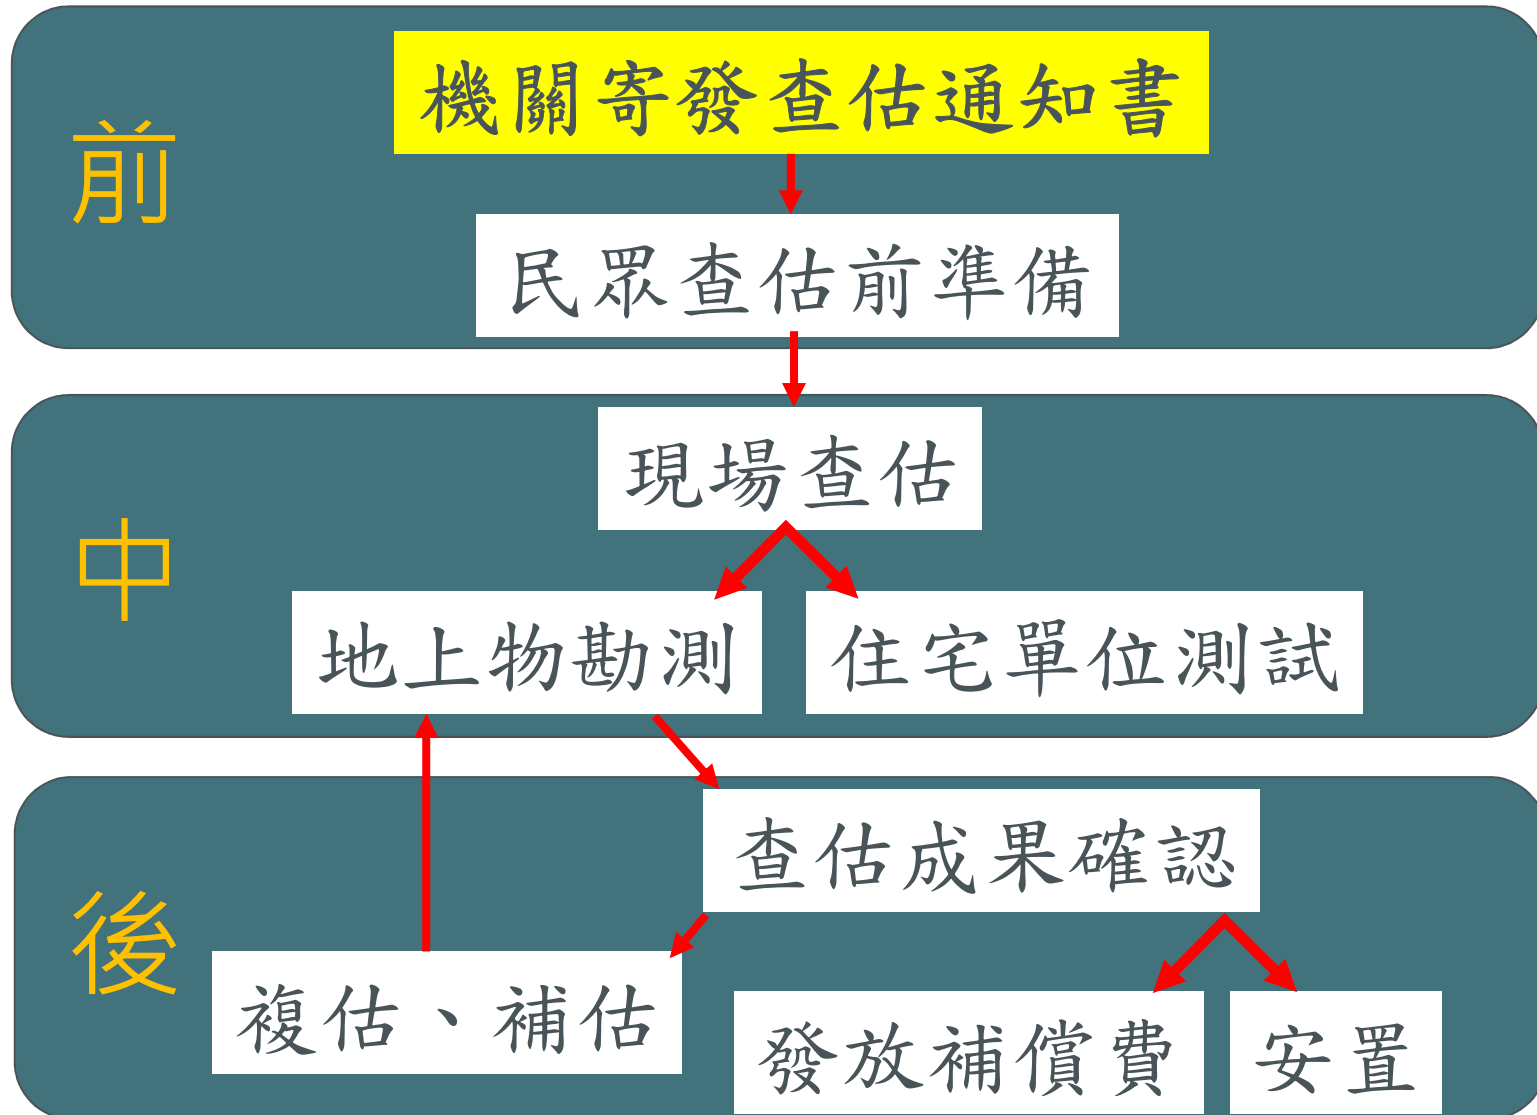 前
機關寄發查估通知書
民眾查估前準備
中
現場查估
地上物勘測
住宅單位測試
後
查估成果確認
複估、補估
發放補償費
安置